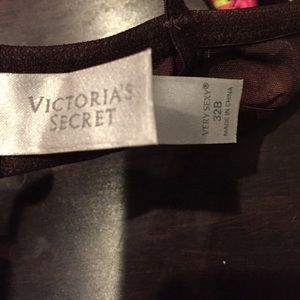 VICTORIA'S
SECRET
VERY SEXY®
32B
MADE IN CHINA